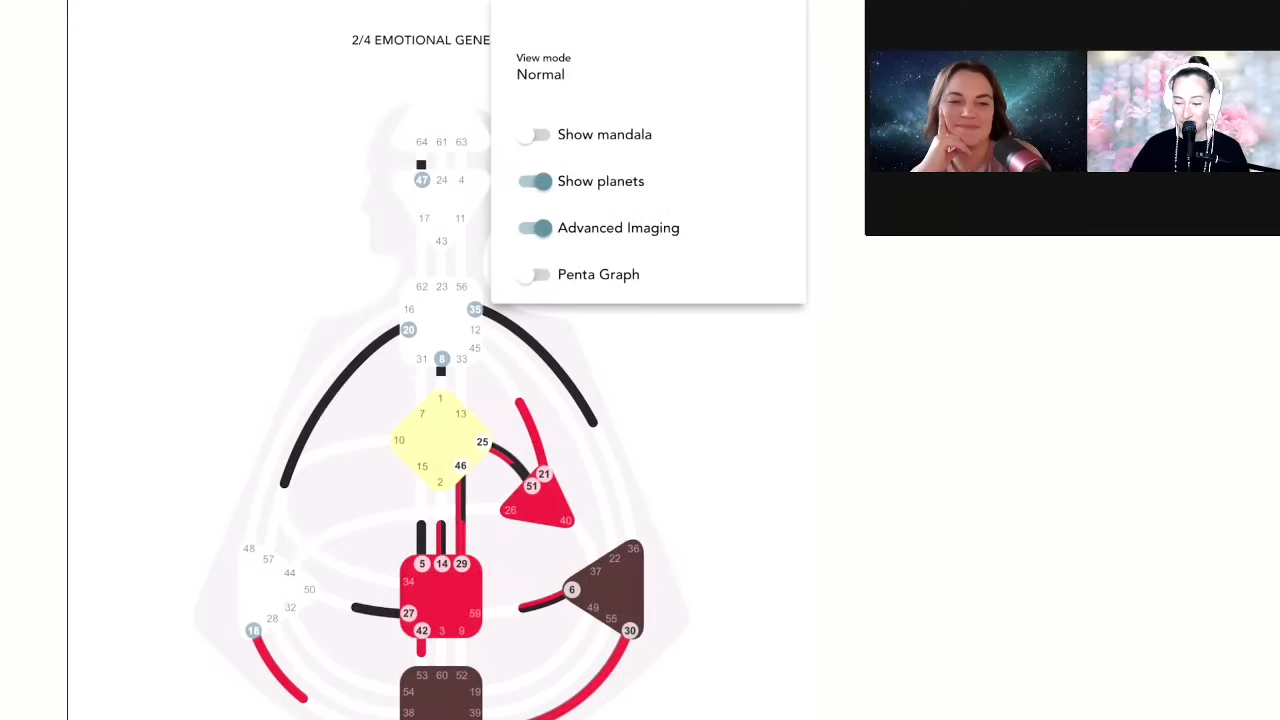 2/4 EMOTIONAL GENE
View mode
Normal
Show mandala
Show planets
Advanced Imaging
Penta Graph
64 61 63
47 24 4
17 11
43
62 23 56
16 35
20 12
45
31 8 33
1
7 13
10 25
15 46
2
21
51
26
40
48
57
44
50
32
28
18
5 14 29
34
27 59
42 3 9
36
22
37
6
49
55
30
53 60 52
54 19
38 39